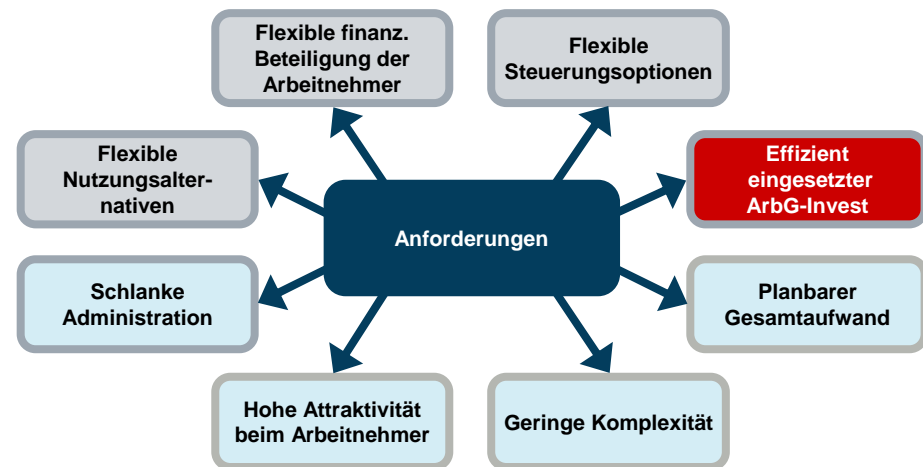 Flexible finanz.
Beteiligung der
Arbeitnehmer
Flexible
Steuerungsoptionen
Flexible
Nutzungsalter-
nativen
Effizient
eingesetzter
ArbG-Invest
Anforderungen
Schlanke
Administration
Planbarer
Gesamtaufwand
Hohe Attraktivität
beim Arbeitnehmer
Geringe Komplexität